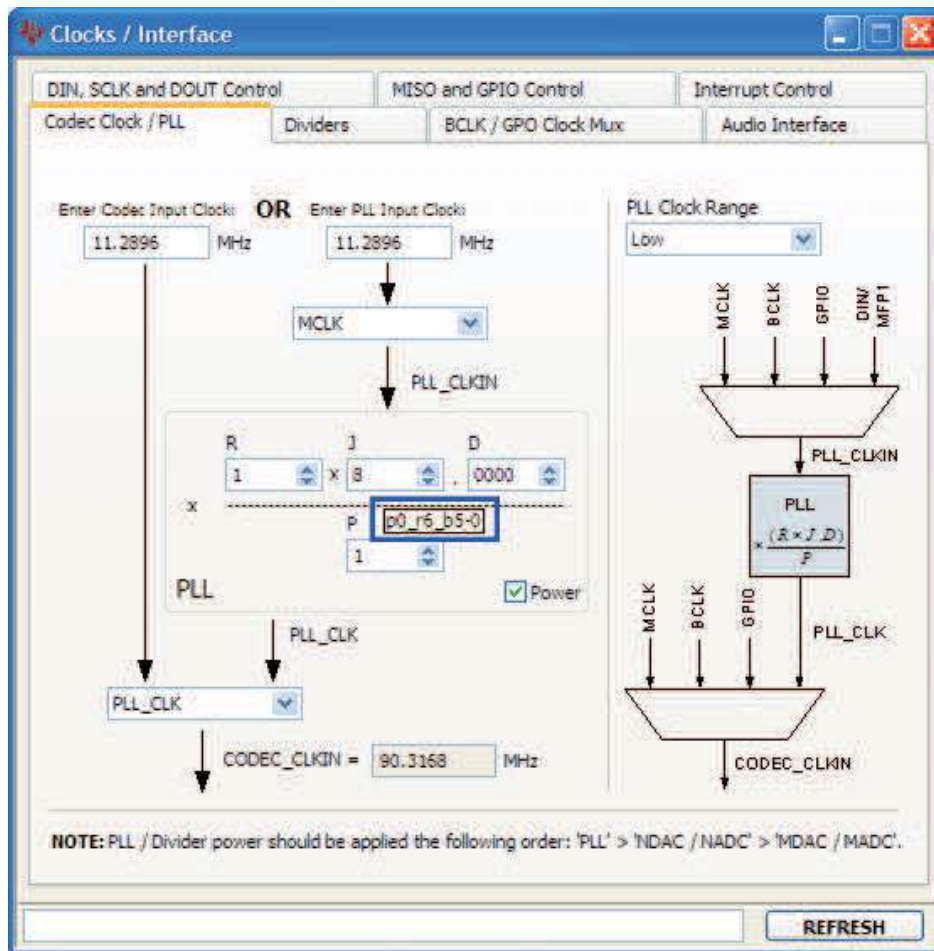 Clocks / Interface
DIN, SCLK and DOUT Control
MISO and GPIO Control
Interrupt Control
Codec Clock / PLL
Dividers
BCLK / GPO Clock Mux
Audio Interface
Enter Codec Input Clock: OR Enter PLL Input Clock:
11.2896 MHz
11.2896 MHz
MCLK
PLL_CLKIN
R J D
1 x 8 . 0000
x
P p0_r6_b5-0
1
PLL
Power
PLL_CLK
PLL_CLK
CODEC_CLKIN = 90.3168 MHz
PLL Clock Range
Low
MCLK
BCLK
GPIO
DIN/
MFP1
PLL_CLKIN
PLL
× (R × J.D)
P
MCLK
BCLK
GPIO
PLL_CLK
CODEC_CLKIN
NOTE: PLL / Divider power should be applied the following order: 'PLL' > 'NDAC / NADC' > 'MDAC / MADC'.
REFRESH